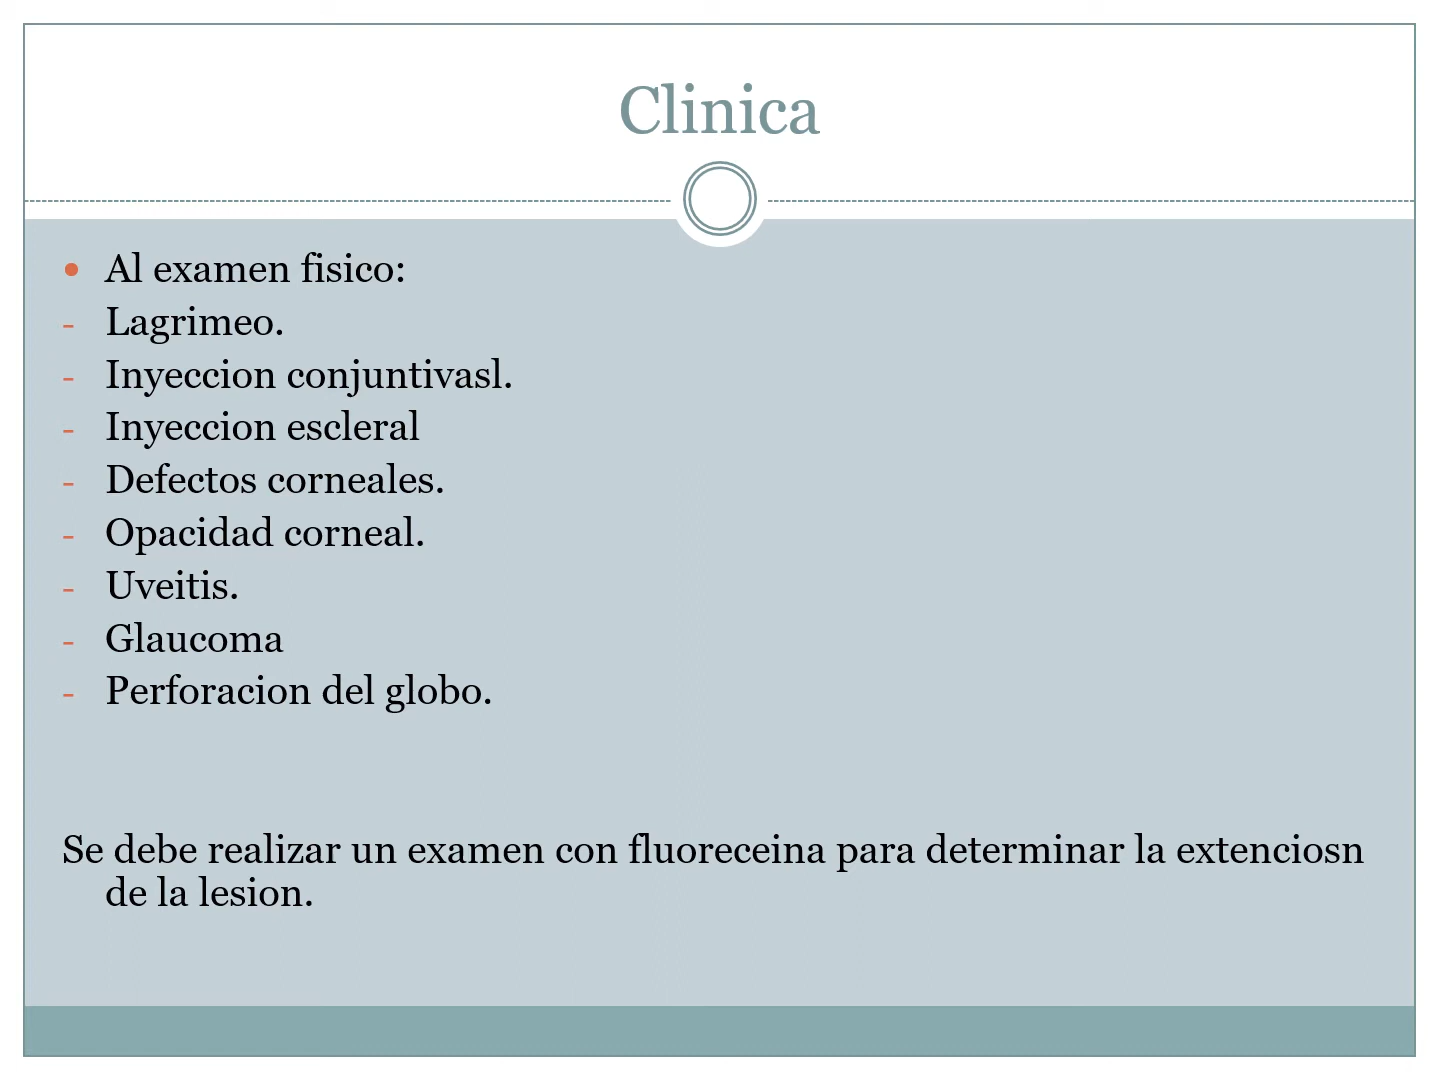 Clinica
• Al examen fisico:
- Lagrimeo.
- Inyeccion conjuntivasl.
- Inyeccion escleral
- Defectos corneales.
- Opacidad corneal.
- Uveitis.
- Glaucoma
- Perforacion del globo.
Se debe realizar un examen con fluoreceina para determinar la extenciosn
de la lesion.